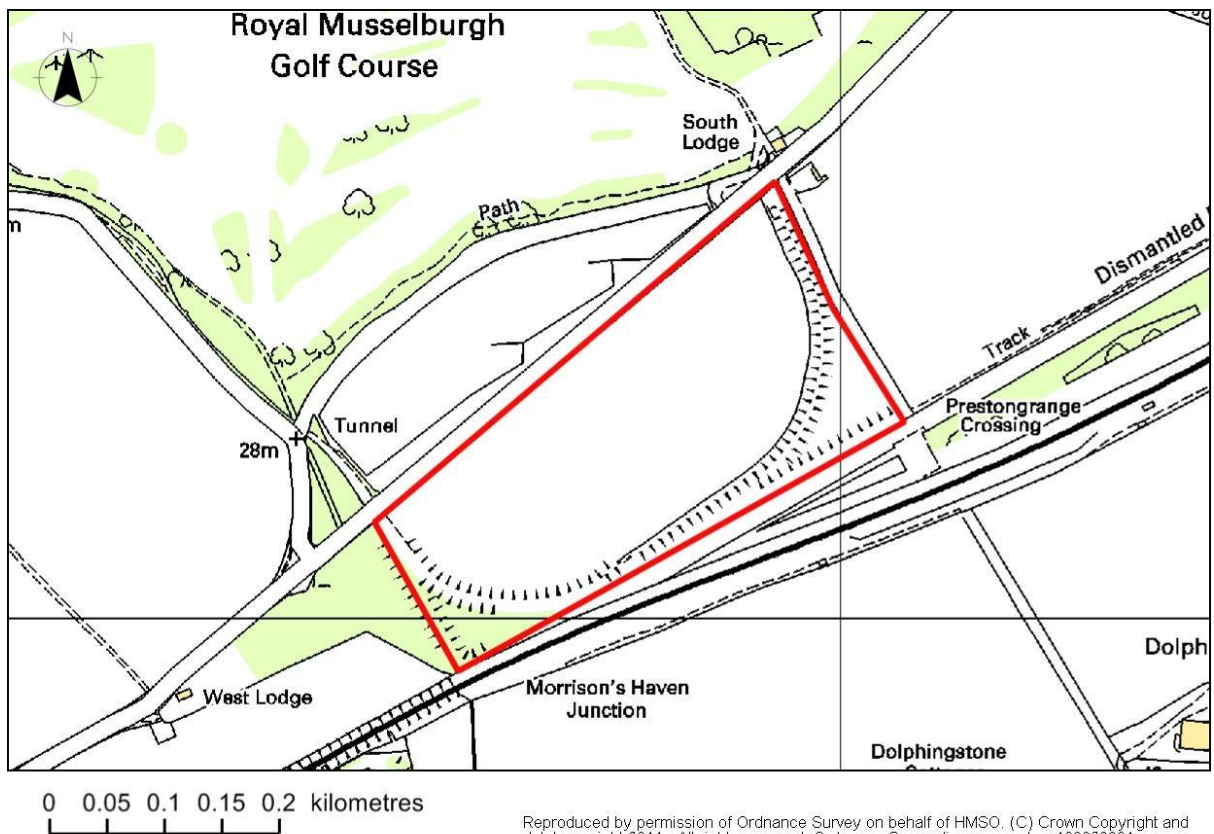 Royal Musselburgh
Golf Course
N
South
Lodge
Path
m
Dismantled
Track
Tunnel
28m
Prestongrange
Crossing
Dolph
West Lodge
Morrison's Haven
Junction
Dolphingstone
0 0.05 0.1 0.15 0.2 kilometres
Reproduced by permission of Ordnance Survey on behalf of HMSO. (C) Crown Copyright and